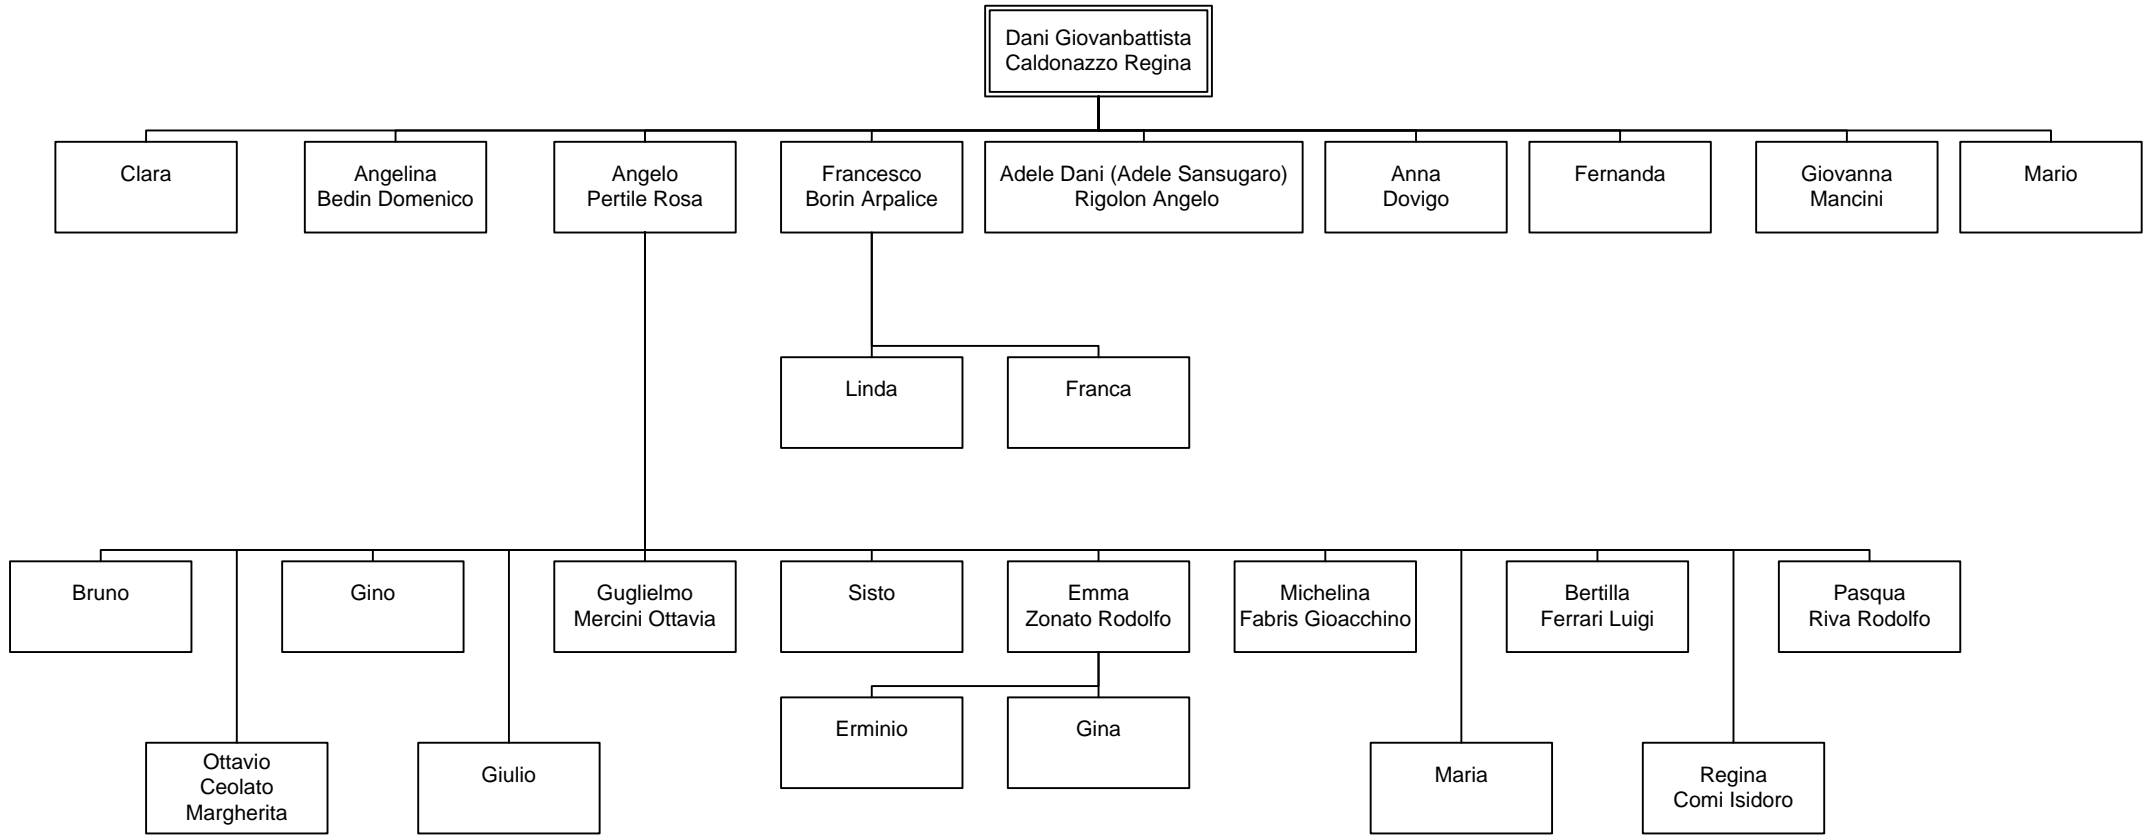 Dani Giovanbattista
Caldonazzo Regina
Clara
Angelina
Bedin Domenico
Angelo
Pertile Rosa
Francesco
Borin Arpalice
Adele Dani (Adele Sansugaro)
Rigolon Angelo
Anna
Dovigo
Fernanda
Giovanna
Mancini
Mario
Linda
Franca
Bruno
Gino
Guglielmo
Mercini Ottavia
Sisto
Emma
Zonato Rodolfo
Michelina
Fabris Gioacchino
Bertilla
Ferrari Luigi
Pasqua
Riva Rodolfo
Erminio
Gina
Ottavio
Ceolato
Margherita
Giulio
Maria
Regina
Comi Isidoro